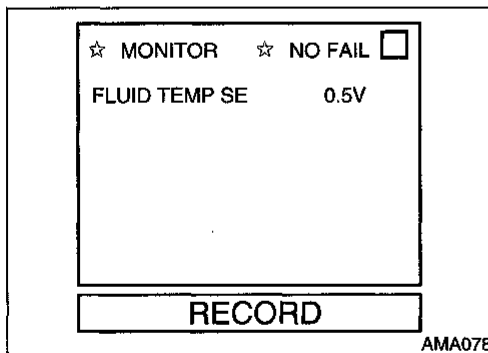 ☆ MONITOR ☆ NO FAIL
FLUID TEMP SE 0.5V
RECORD
AMA078